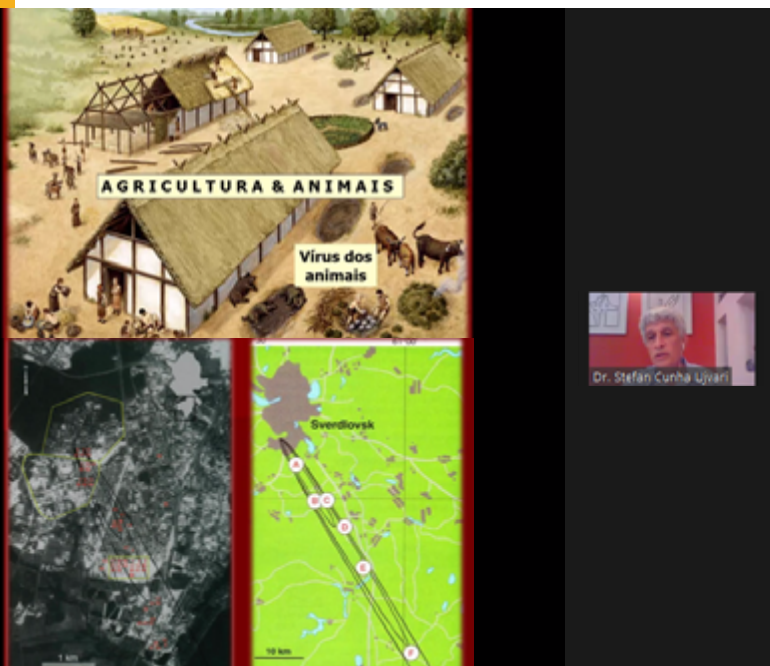 AGRICULTURA & ANIMAIS
Vírus dos
animais
Sverdlovsk
A
B
C
D
E
F
1 km
10 km
Dr. Stefan Cunha Ujvari